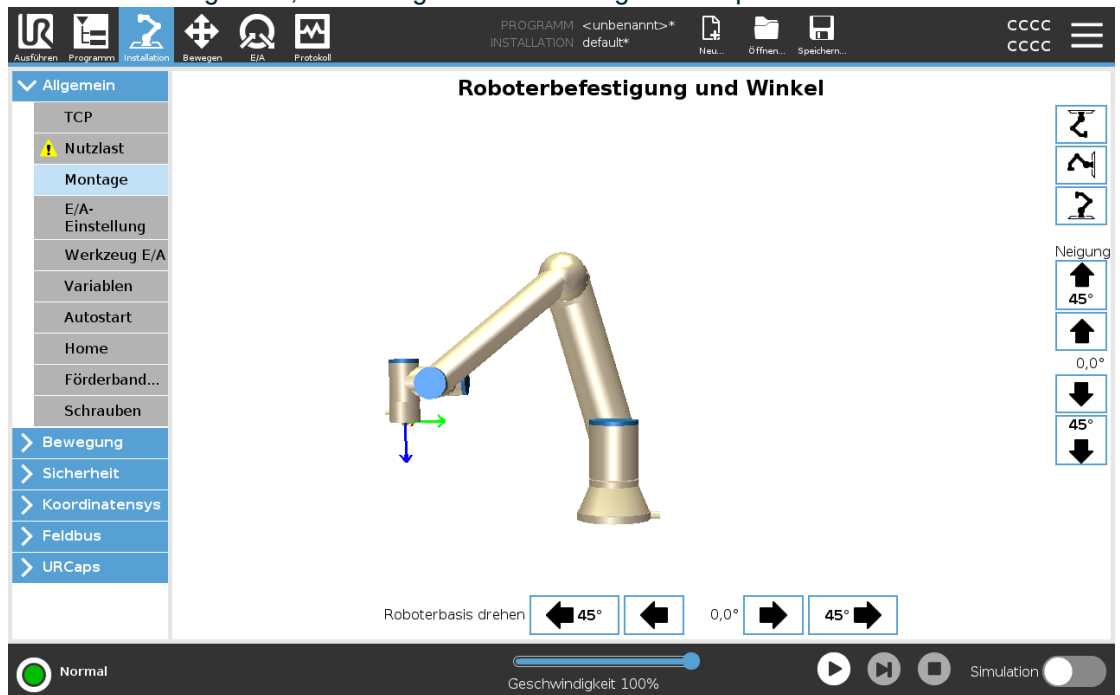 PROGRAMM <unbenannt>*
INSTALLATION default*
Ausführen
Programm
Installation
Bewegen
E/A
Protokoll
Neu...
Öffnen...
Speichern...
CCCC
CCCC
Allgemein
TCP
Nutzlast
Montage
E/A-
Einstellung
Werkzeug E/A
Variablen
Autostart
Home
Förderband...
Schrauben
Bewegung
Sicherheit
Koordinatensys
Feldbus
URCaps
Roboterbefestigung und Winkel
Neigung
45°
0,0°
45°
Roboterbasis drehen
45°
0,0°
45°
Normal
Geschwindigkeit 100%
Simulation